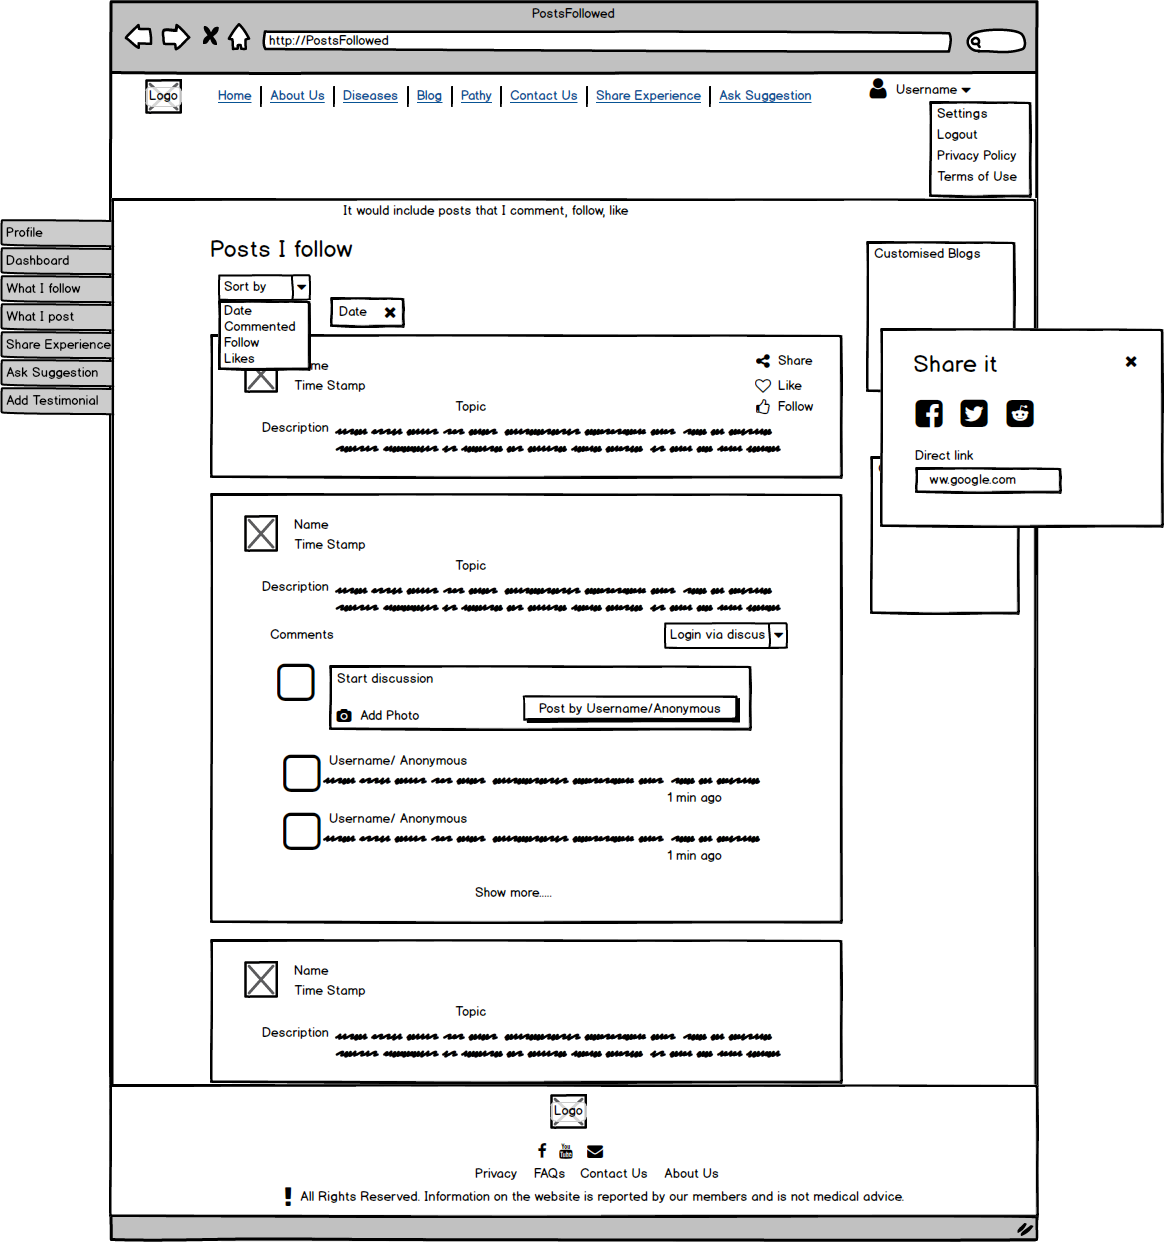 PostsFollowed
http://PostsFollowed
Logo
Home
About Us
Diseases
Blog
Pathy
Contact Us
Share Experience
Ask Suggestion
Username
Settings
Logout
Privacy Policy
Terms of Use
It would include posts that I comment, follow, like
Profile
Dashboard
What I follow
What I post
Share Experience
Ask Suggestion
Add Testimonial
Posts I follow
Sort by
Date
Commented
Follow
Likes
Date
Time Stamp
Topic
Description
Share
Like
Follow
Customised Blogs
Share it
Direct link
ww.google.com
Name
Time Stamp
Topic
Description
Comments
Login via discus
Start discussion
Add Photo
Post by Username/Anonymous
Username/ Anonymous
1 min ago
Username/ Anonymous
1 min ago
Show more.....
Name
Time Stamp
Topic
Description
Logo
You Tube
Privacy
FAQs
Contact Us
About Us
All Rights Reserved. Information on the website is reported by our members and is not medical advice.